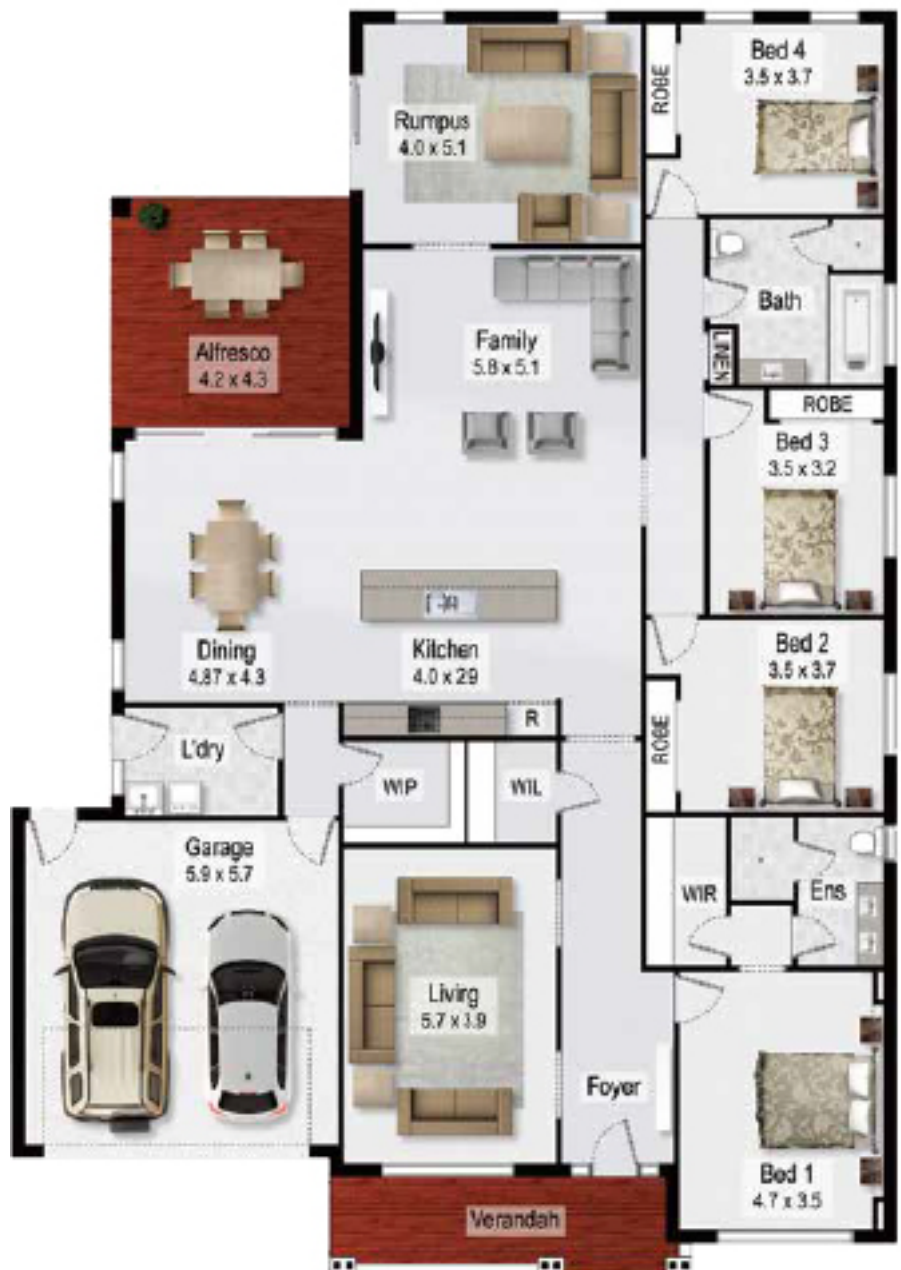 Bed 4
3.5 x 3.7
ROBE
Rumpus
4.0 x 5.1
Bath
LINEN
Alfresco
4.2 x 4.3
Family
5.8 x 5.1
ROBE
Bed 3
3.5 x 3.2
Dining
4.87 x 4.3
Kitchen
4.0 x 29
Bed 2
3.5 x 3.7
ROBE
R
L'dry
WIP
WIL
Garage
5.9 x 5.7
WIR
Ens
Living
5.7 x 3.9
Foyer
Bed 1
4.7 x 3.5
Verandah